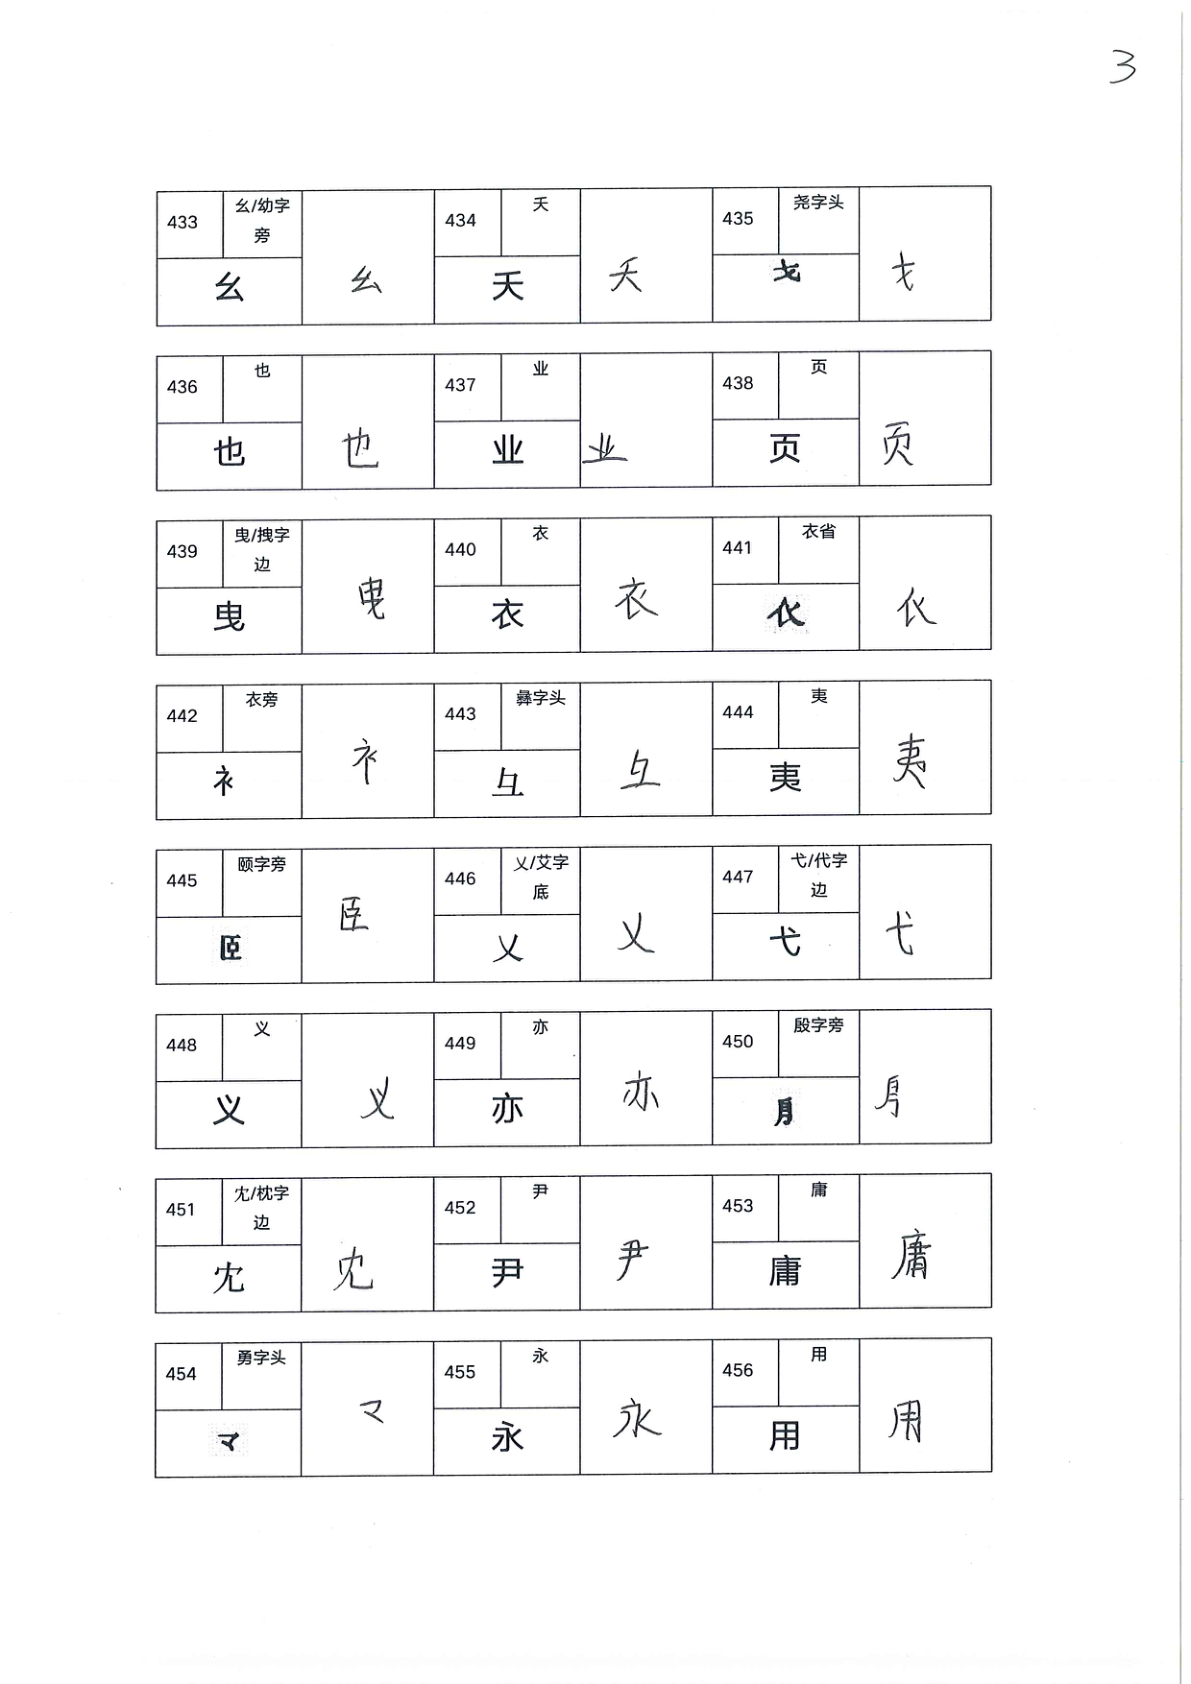 3
433 幺/幼字旁 幺 幺 434 夭 夭 夭 435 尧字头
436 也 也 也 437 业 业 业 438 页 页 页
439 曳/拽字边 曳 曳 440 衣 衣 衣 441 衣省
442 衣旁 衤 衤 443 彝字头 彑 彑 444 夷 夷 夷
445 颐字旁 𦣞 𦣞 446 乂/艾字底 乂 乂 447 弋/代字边 弋 弋
448 义 义 义 449 亦 亦 亦 450 殷字旁
451 冘/枕字边 冘 冘 452 尹 尹 尹 453 庸 庸 庸
454 勇字头 龴 龴 455 永 永 永 456 用 用 用